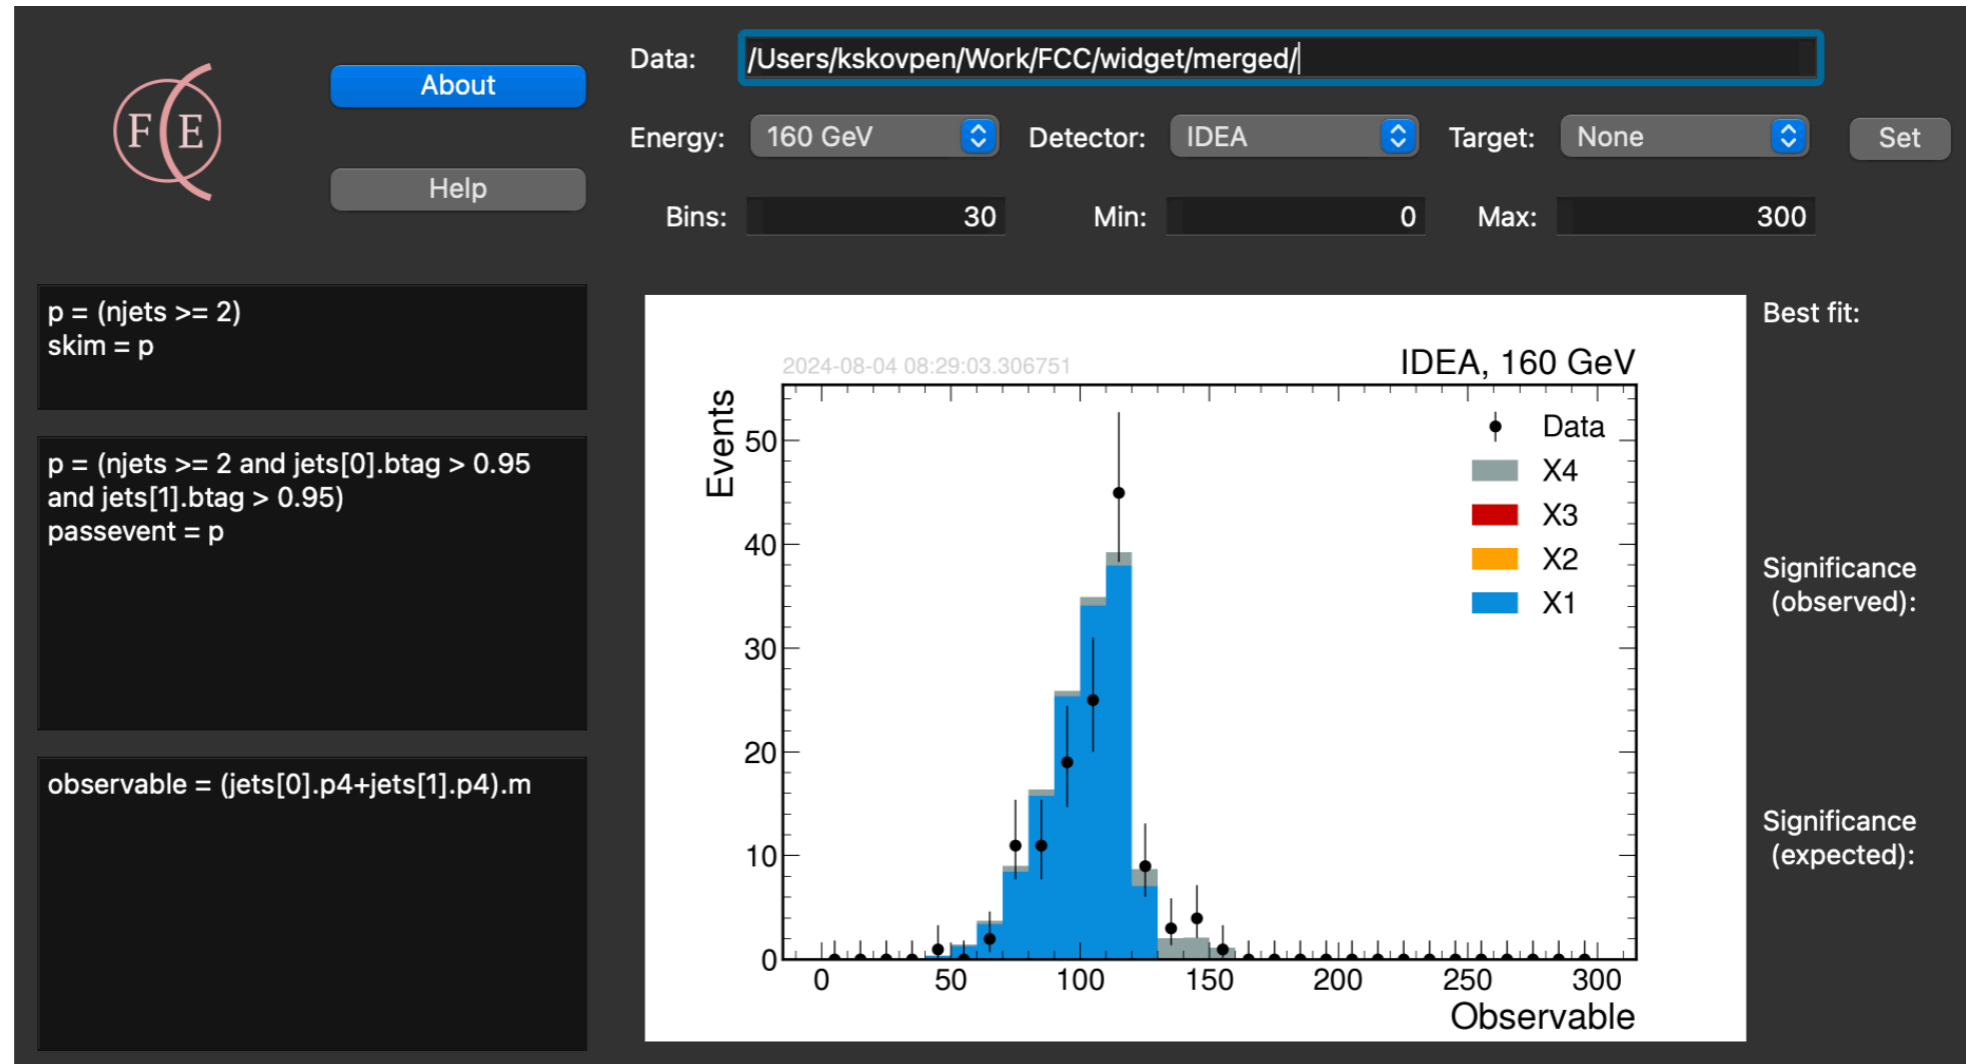 F E
About
Help
Data: /Users/kskovpen/Work/FCC/widget/merged/
Energy: 160 GeV Detector: IDEA Target: None Set
Bins: 30 Min: 0 Max: 300
p = (njets >= 2)
skim = p
p = (njets >= 2 and jets[0].btag > 0.95
and jets[1].btag > 0.95)
passevent = p
observable = (jets[0].p4+jets[1].p4).m
2024-08-04 08:29:03.306751
IDEA, 160 GeV
Events
50
40
30
20
10
0
Data
X4
X3
X2
X1
0 50 100 150 200 250 300
Observable
Best fit:
Significance
(observed):
Significance
(expected):